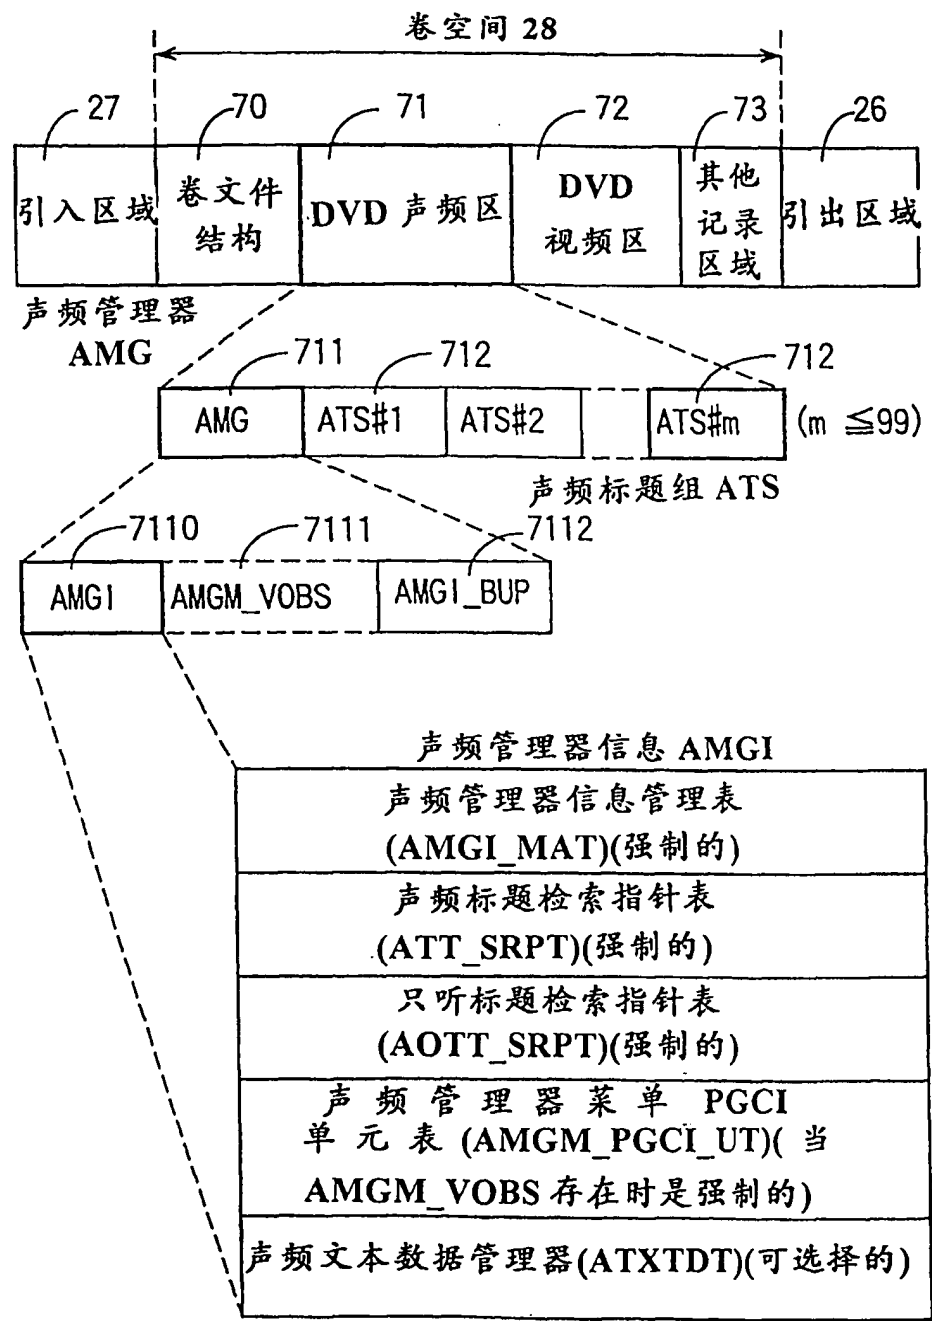 卷空间 28
27
70
71
72
73
26
引入区域
卷文件
结构
DVD 声频区
DVD
视频区
其他
记录
区域
引出区域
声频管理器
AMG
711
712
712
AMG
ATS#1
ATS#2
ATS#m
(m ≦99)
声频标题组 ATS
7110
7111
7112
AMGI
AMGM_VOBS
AMGI_BUP
声频管理器信息 AMGI
声频管理器信息管理表
(AMGI_MAT)(强制的)
声频标题检索指针表
(ATT_SRPT)(强制的)
只听标题检索指针表
(AOTT_SRPT)(强制的)
声 频 管 理 器 菜 单 PGCI
单 元 表 (AMGM_PGCI_UT)( 当
AMGM_VOBS 存在时是强制的)
声频文本数据管理器(ATXTDT)(可选择的)